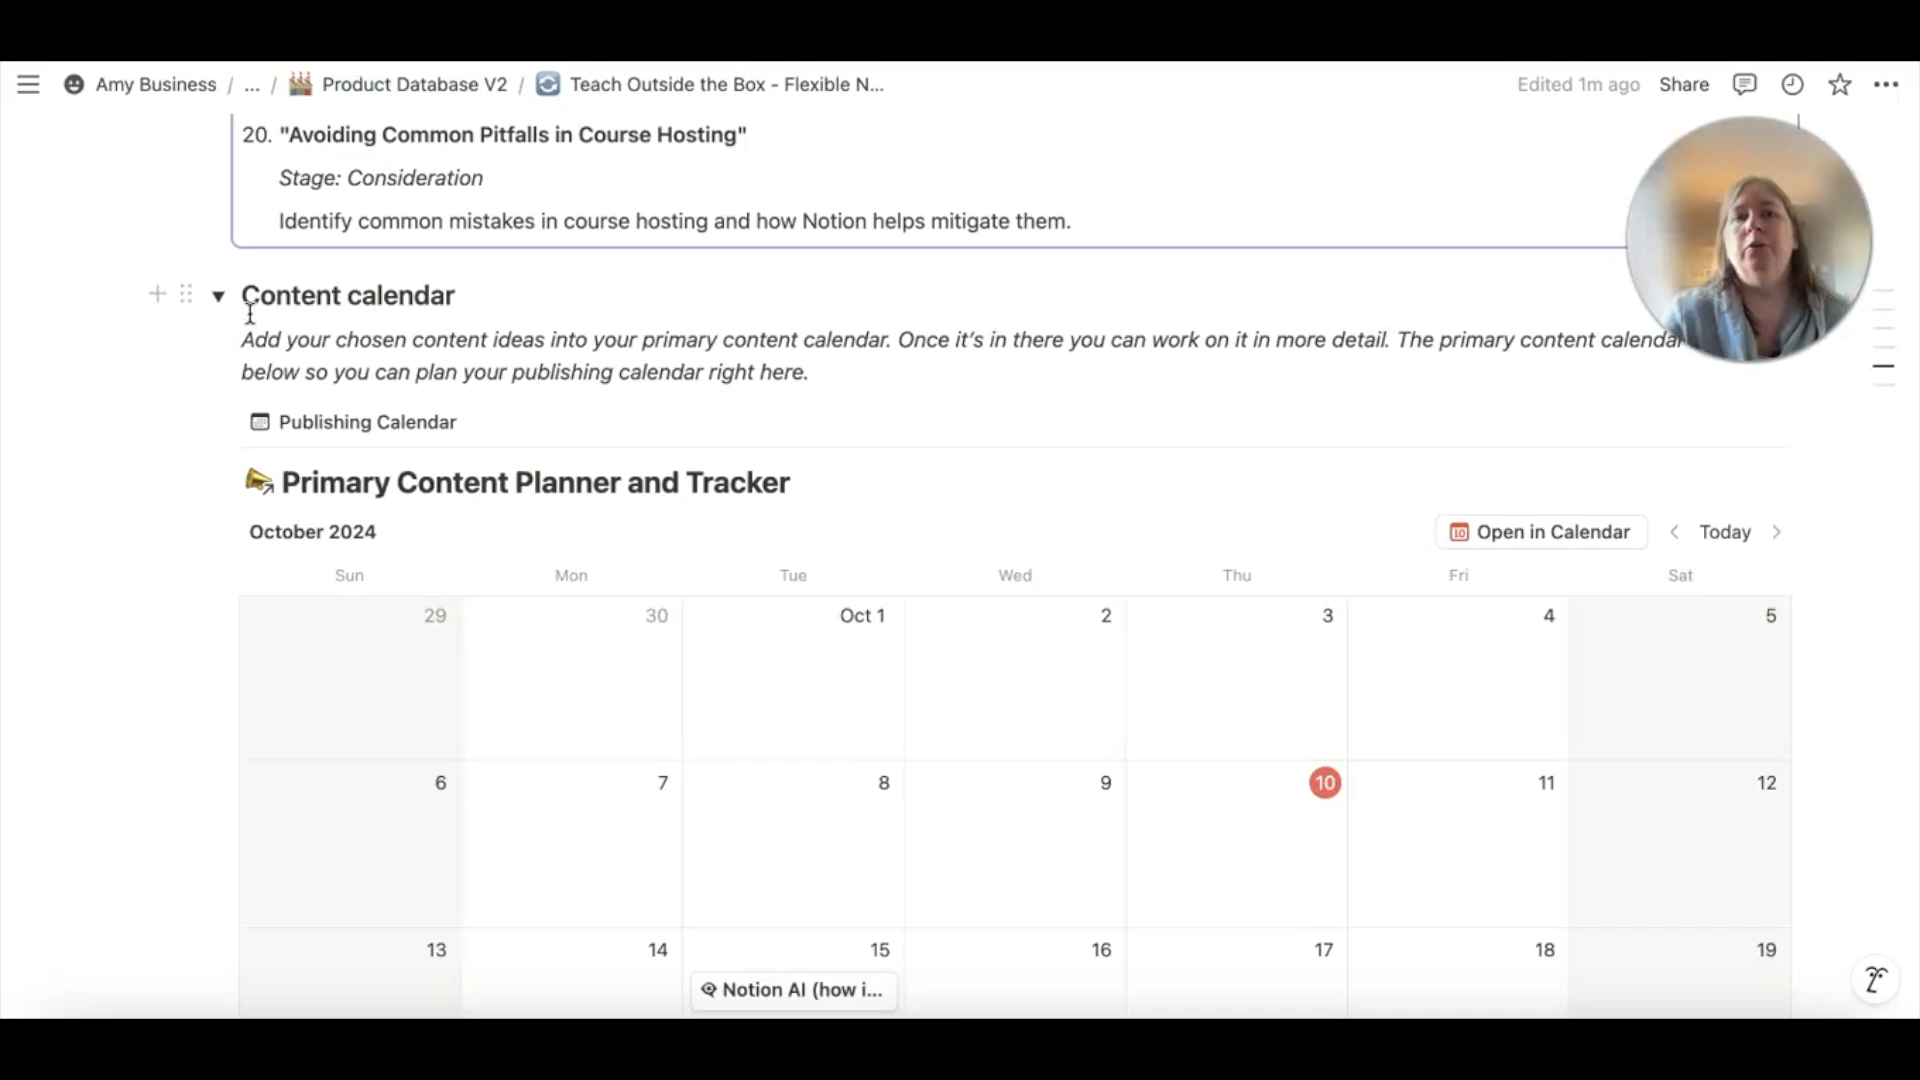 Amy Business / ... / Product Database V2 / Teach Outside the Box - Flexible N...
Edited 1m ago Share
20. "Avoiding Common Pitfalls in Course Hosting"
Stage: Consideration
Identify common mistakes in course hosting and how Notion helps mitigate them.
Content calendar
Add your chosen content ideas into your primary content calendar. Once it's in there you can work on it in more detail. The primary content calendar
below so you can plan your publishing calendar right here.
Publishing Calendar
Primary Content Planner and Tracker
October 2024
10 Open in Calendar < Today >
Sun Mon Tue Wed Thu Fri Sat
29 30 Oct 1 2 3 4 5
6 7 8 9 10 11 12
13 14 15 16 17 18 19
Notion AI (how i...